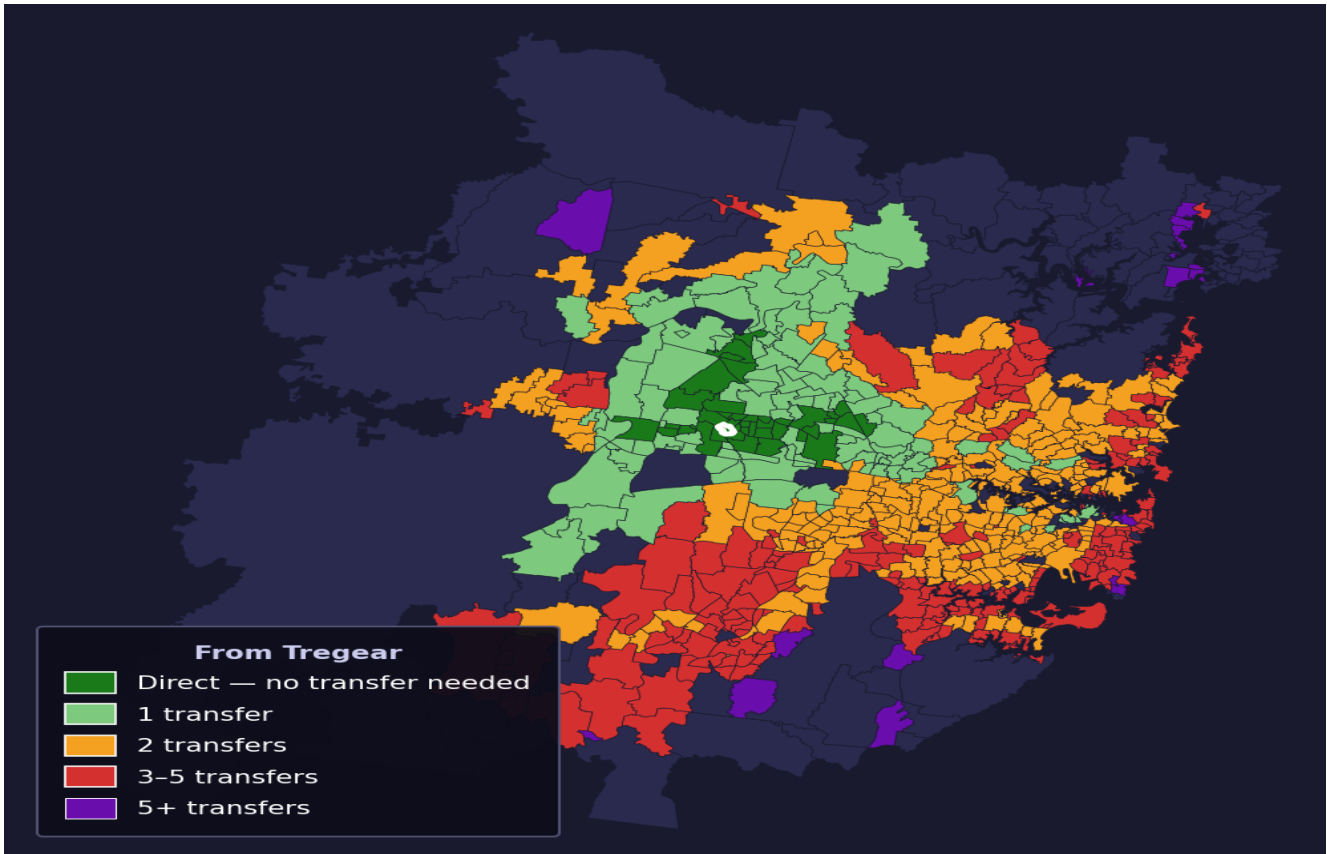 From Tregear
Direct — no transfer needed
1 transfer
2 transfers
3–5 transfers
5+ transfers